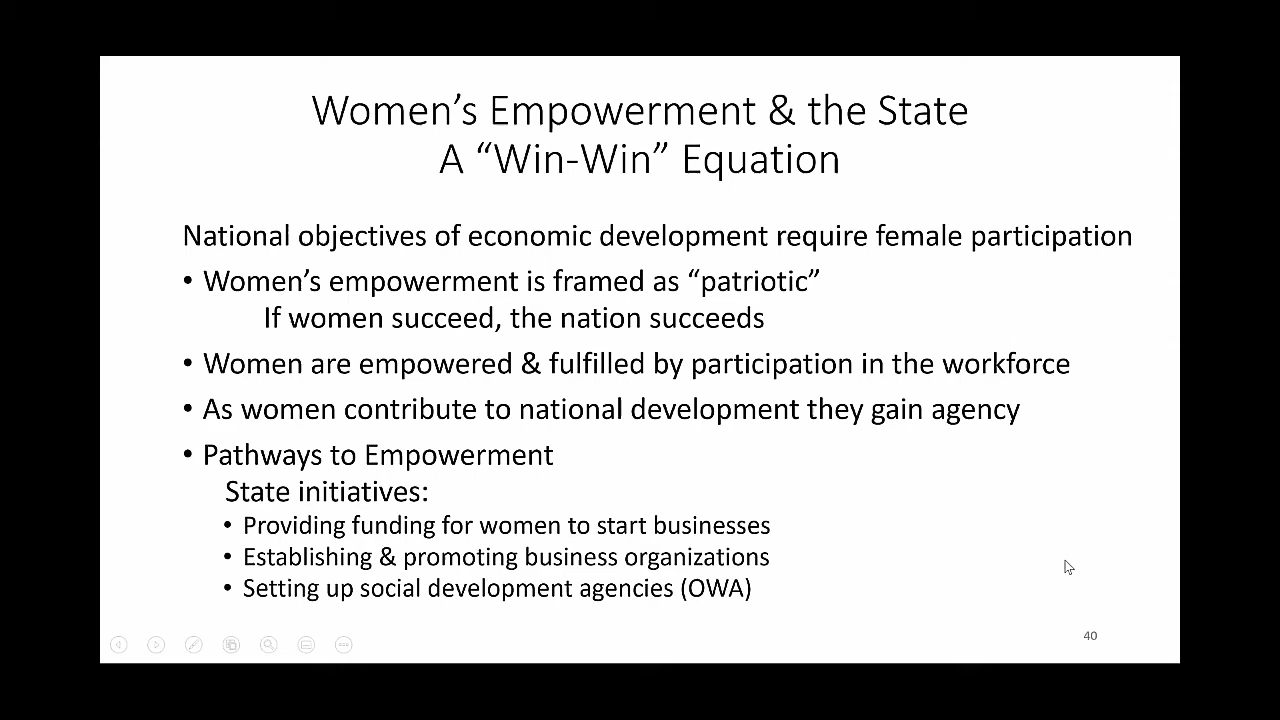 Women’s Empowerment & the State
A “Win-Win” Equation
National objectives of economic development require female participation
• Women’s empowerment is framed as “patriotic”
If women succeed, the nation succeeds
• Women are empowered & fulfilled by participation in the workforce
• As women contribute to national development they gain agency
• Pathways to Empowerment
State initiatives:
• Providing funding for women to start businesses
• Establishing & promoting business organizations
• Setting up social development agencies (OWA)
40